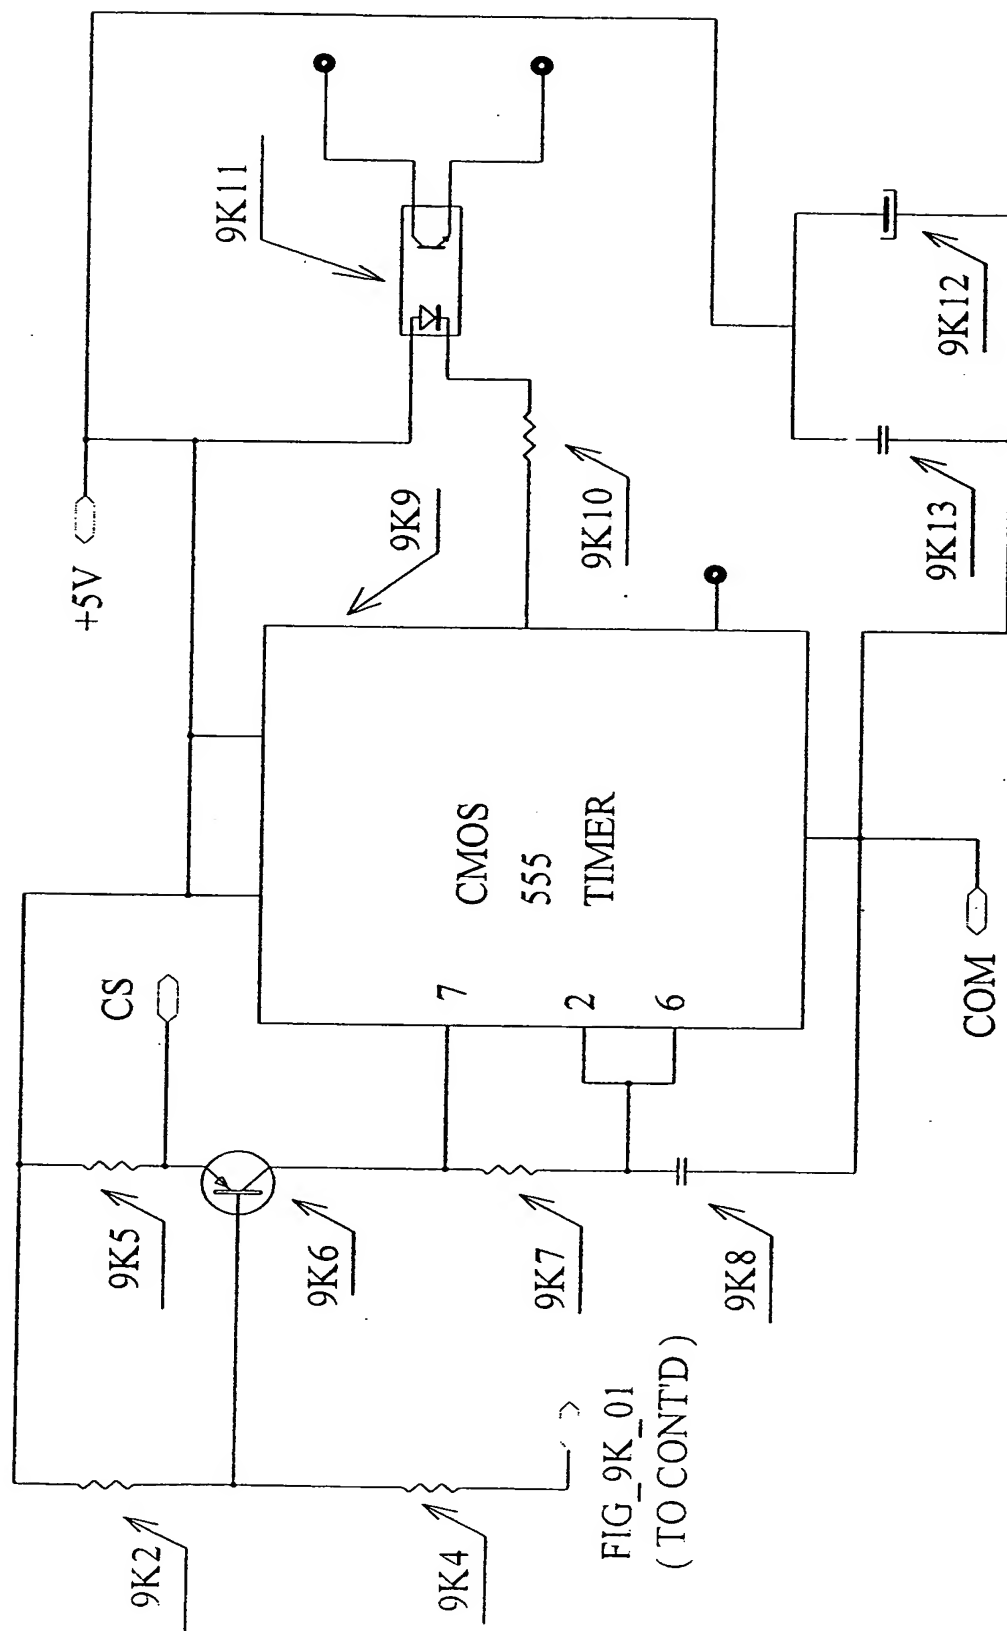 +5V
9K11
9K9
9K10
9K12
9K13
CMOS
555
TIMER
7
2
6
CS
COM
9K5
9K6
9K7
9K8
9K2
9K4
FIG_9K_01
( TO CONT'D )